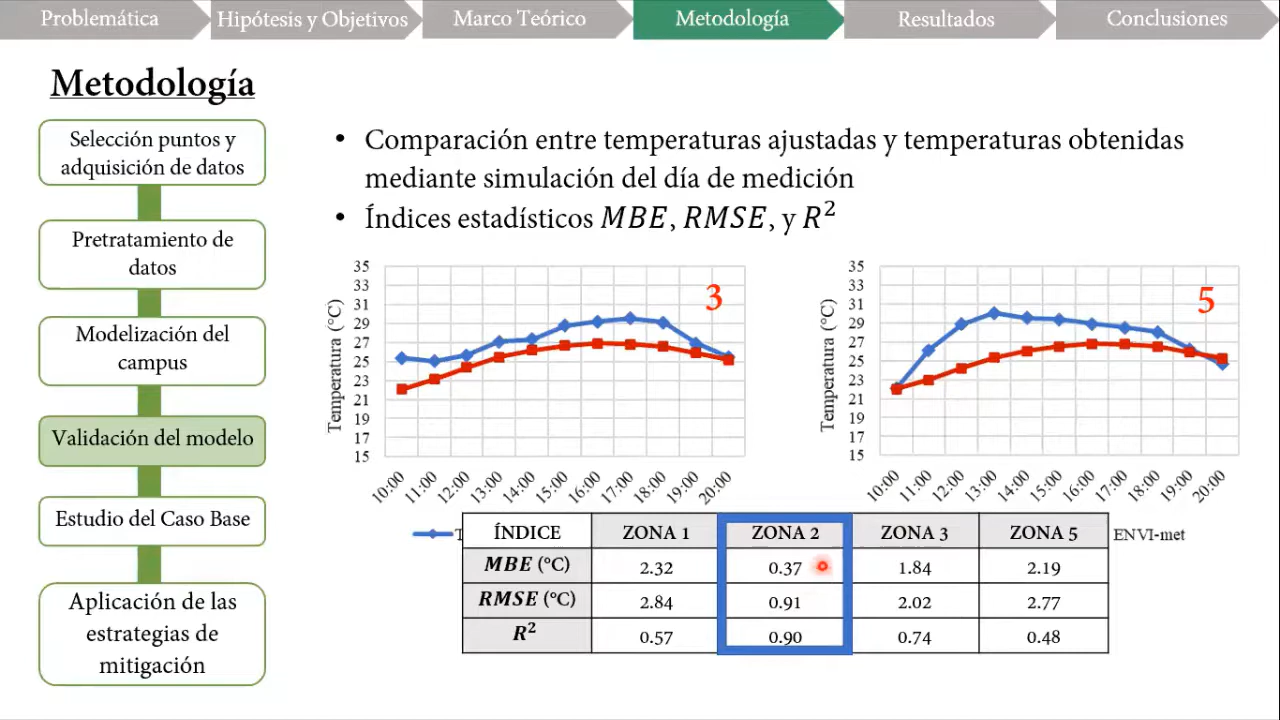 Problemática
Hipótesis y Objetivos
Marco Teórico
Metodología
Resultados
Conclusiones
Metodología
Selección puntos y
adquisición de datos
Pretratamiento de
datos
Modelización del
campus
Validación del modelo
Estudio del Caso Base
Aplicación de las
estrategias de
mitigación
• Comparación entre temperaturas ajustadas y temperaturas obtenidas
mediante simulación del día de medición
• Índices estadísticos MBE, RMSE, y R²
Temperatura (°C)
35
33
31
29
27
25
23
21
19
17
15
3
10:00 11:00 12:00 13:00 14:00 15:00 16:00 17:00 18:00 19:00 20:00
Temperatura (°C)
35
33
31
29
27
25
23
21
19
17
15
5
10:00 11:00 12:00 13:00 14:00 15:00 16:00 17:00 18:00 19:00 20:00
ENVI-met
ÍNDICE ZONA 1 ZONA 2 ZONA 3 ZONA 5
MBE (°C) 2.32 0.37 1.84 2.19
RMSE (°C) 2.84 0.91 2.02 2.77
R² 0.57 0.90 0.74 0.48